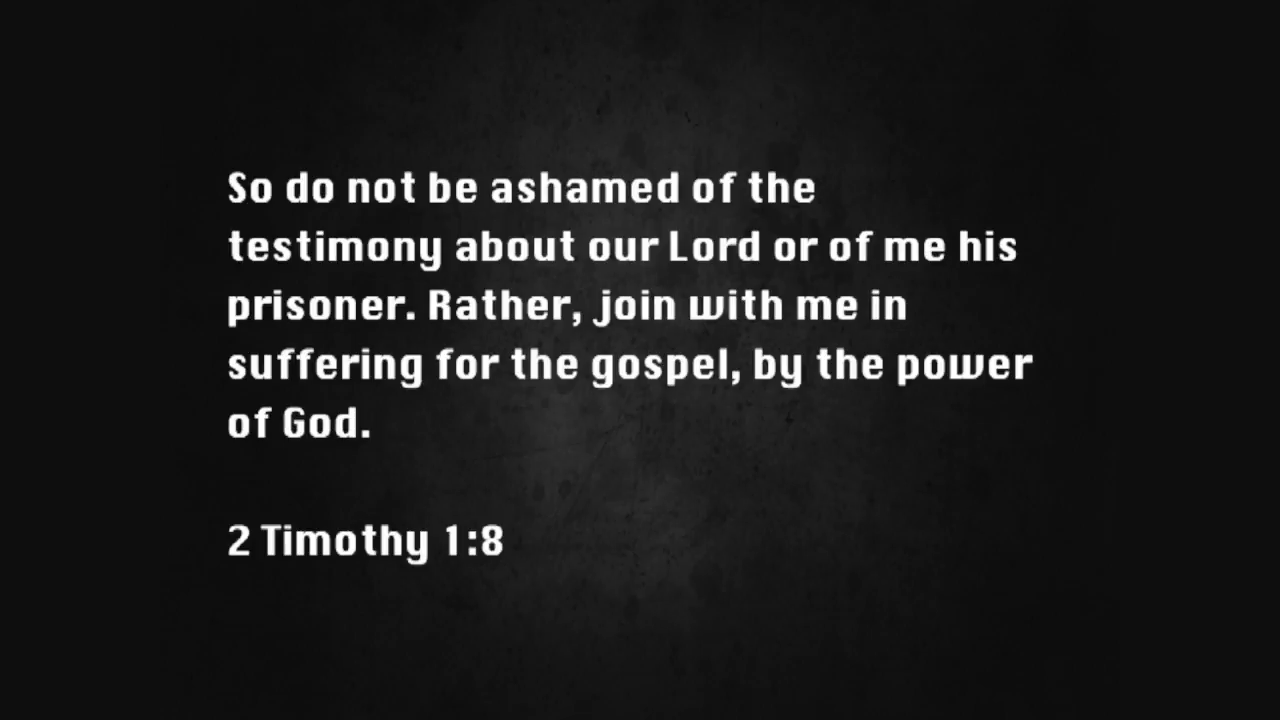 So do not be ashamed of the
testimony about our Lord or of me his
prisoner. Rather, join with me in
suffering for the gospel, by the power
of God.
2 Timothy 1:8